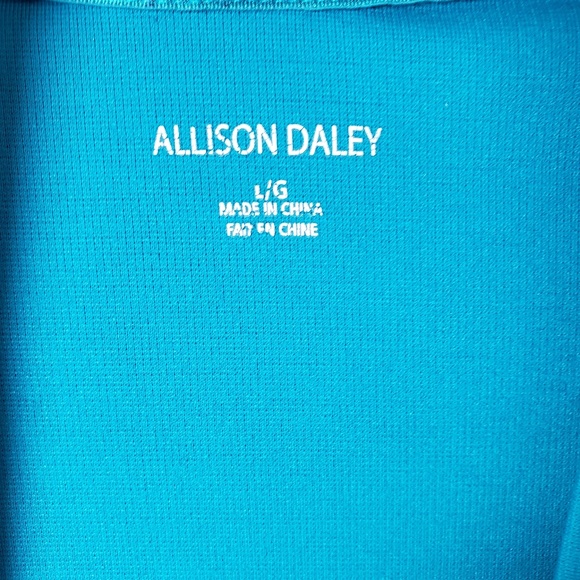 ALLISON DALEY
L/G
MADE IN CHINA
FAIT EN CHINE